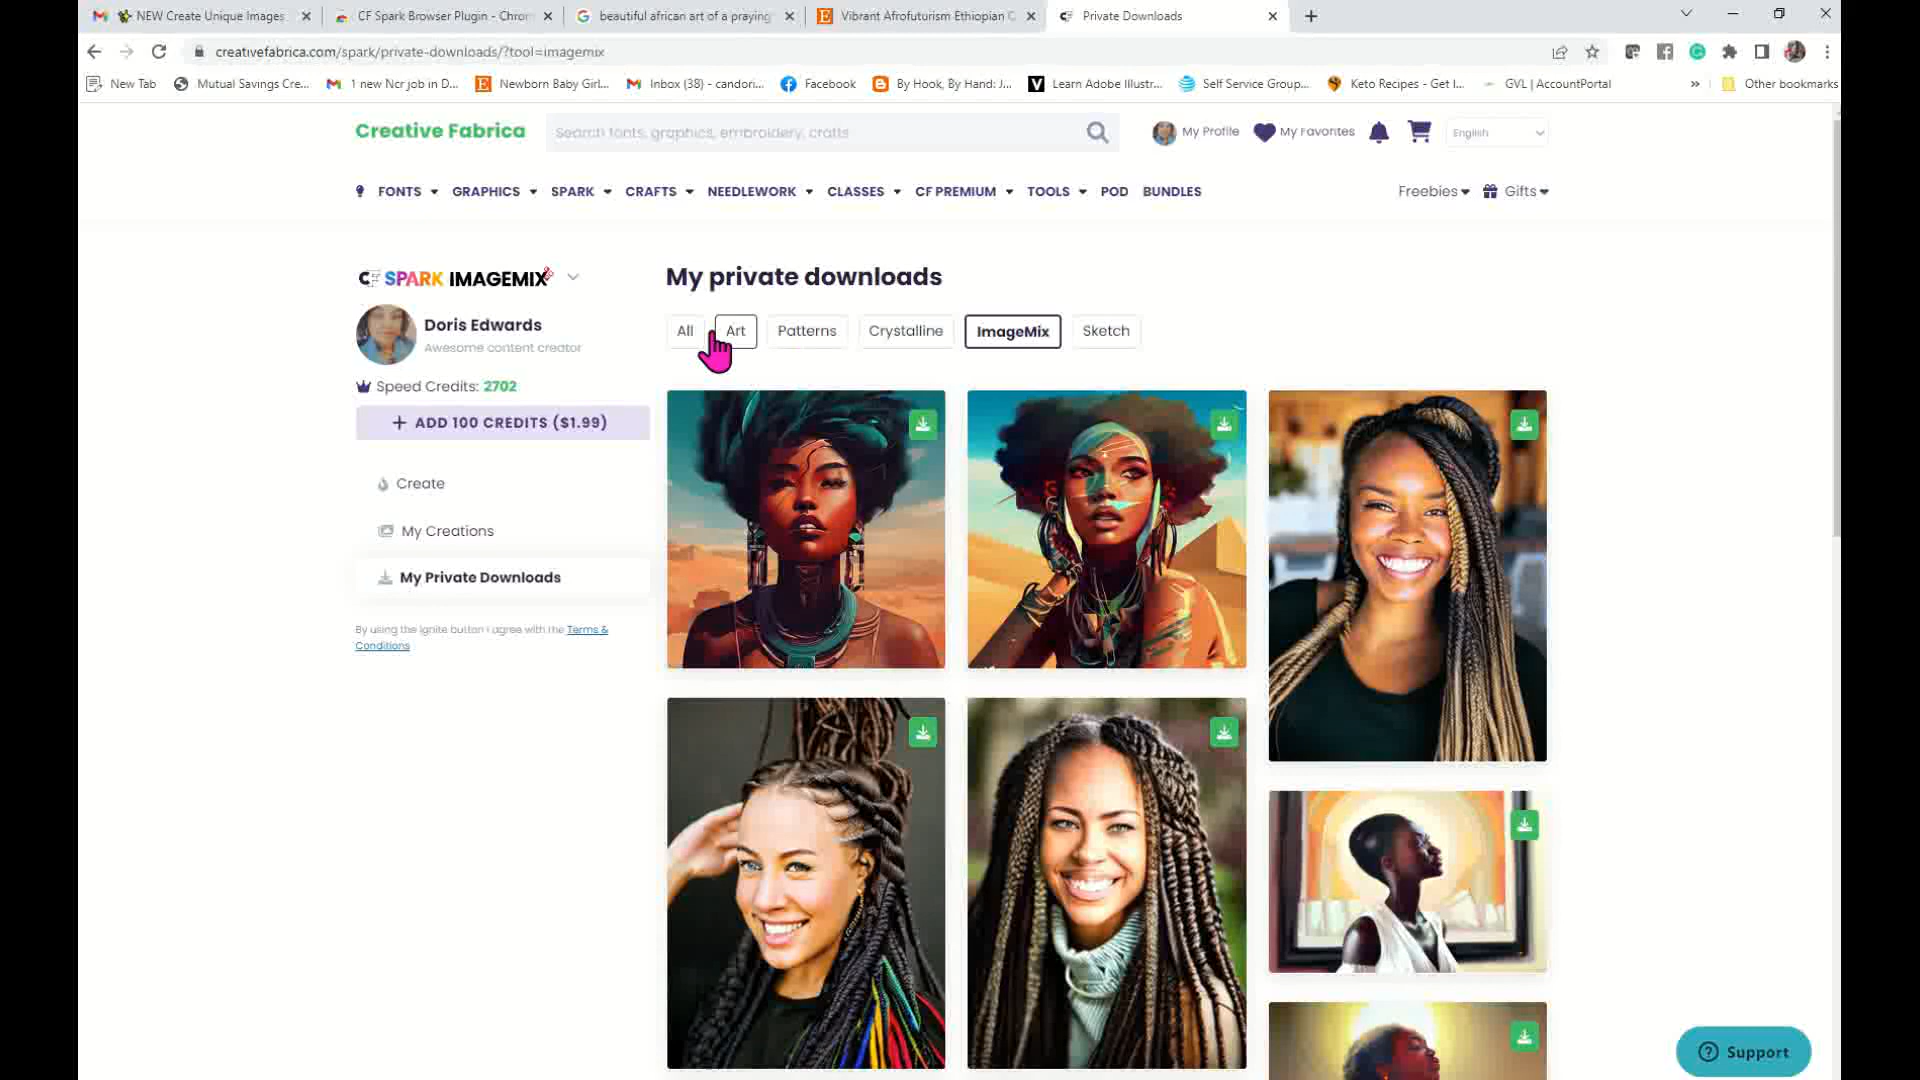 NEW Create Unique Images
CF Spark Browser Plugin - Chrom
beautiful african art of a praying
Vibrant Afrofuturism Ethiopian C
Private Downloads
creativefabrica.com/spark/private-downloads/?tool=imagemix
New Tab
Mutual Savings Cre...
1 new Ncr job in D...
Newborn Baby Girl...
Inbox (38) - candori...
Facebook
By Hook, By Hand: J...
Learn Adobe Illustr...
Self Service Group...
Keto Recipes - Get I...
GVL | AccountPortal
»
Other bookmarks
Creative Fabrica
Search fonts, graphics, embroidery, crafts
My Profile
My Favorites
English
FONTS
GRAPHICS
SPARK
CRAFTS
NEEDLEWORK
CLASSES
CF PREMIUM
TOOLS
POD
BUNDLES
Freebies
Gifts
CF SPARK IMAGEMIX
Doris Edwards
Awesome content creator
Speed Credits: 2702
+ ADD 100 CREDITS ($1.99)
Create
My Creations
My Private Downloads
By using the Ignite button I agree with the Terms &
Conditions
My private downloads
All
Art
Patterns
Crystalline
ImageMix
Sketch
Support